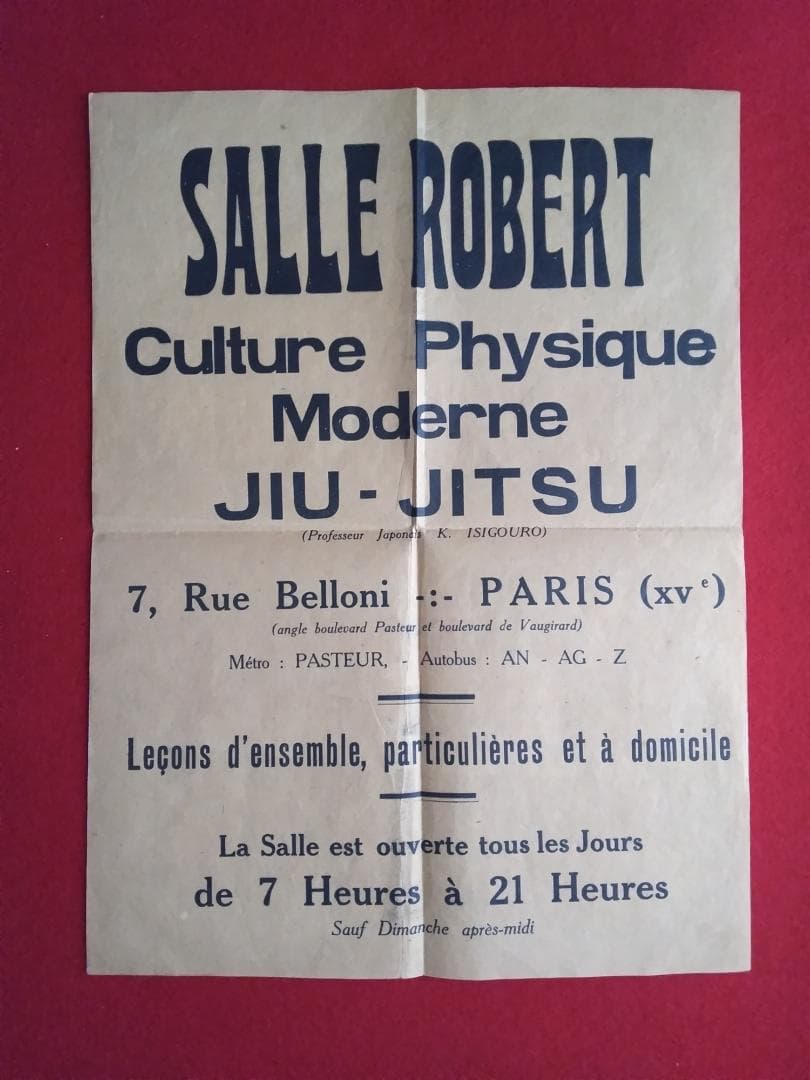 SALLE ROBERT
Culture Physique
Moderne
JIU - JITSU
(Professeur Japonais K. ISIGOURO)
7, Rue Belloni -:- PARIS (XVe)
(angle boulevard Pasteur et boulevard de Vaugirard)
Métro : PASTEUR, - Autobus : AN - AG - Z
Leçons d'ensemble, particulières et à domicile
La Salle est ouverte tous les Jours
de 7 Heures à 21 Heures
Sauf Dimanche après-midi